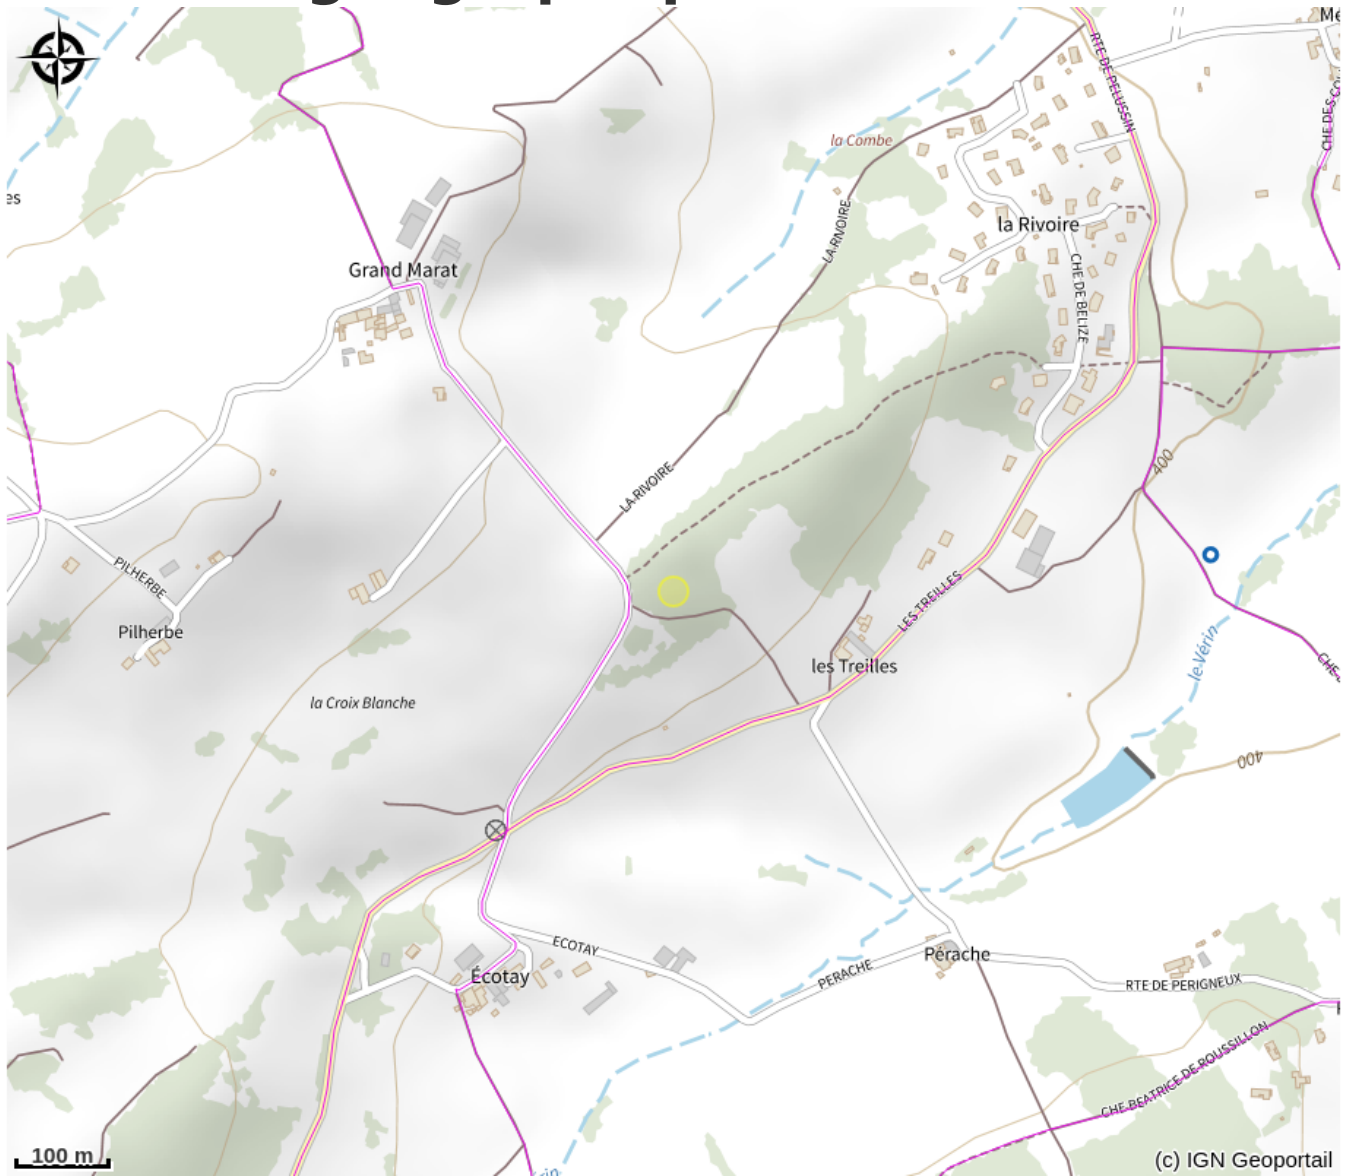 RTE DE PELUSSIN
la Combe
es
LA RIVOIRE
la Rivoire
Grand Marat
CHE DE BELIZE
400
LA RIVOIRE
PILHERBE
LES TREILLES
Pilherbe
le Vérin
les Treilles
la Croix Blanche
400
ECOTAY
Pérache
PERACHE
Écotay
RTE DE PERIGNEUX
CHE BEATRICE DE ROUSSILLON
100 m
(c) IGN Geoportail